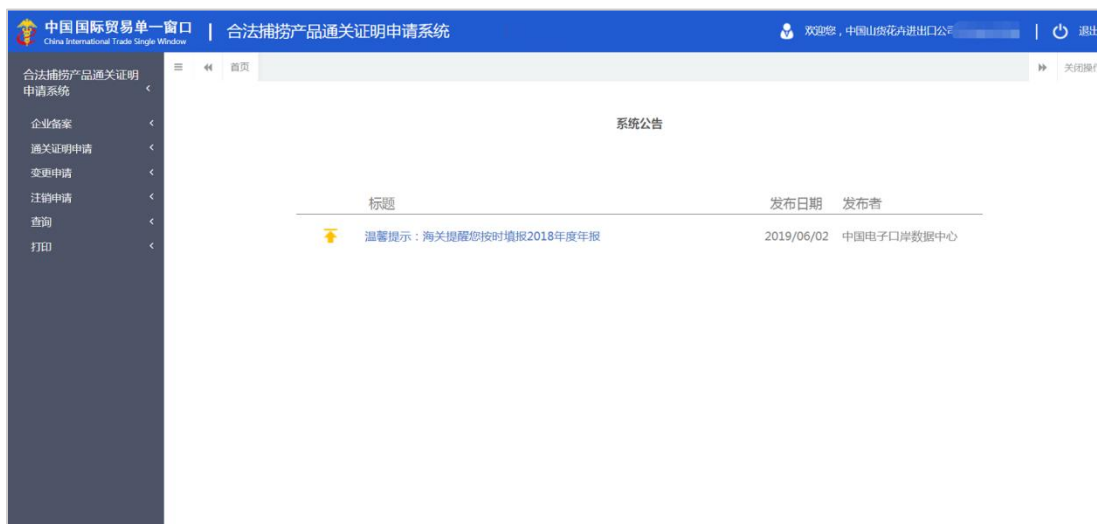 中国国际贸易单一窗口 | 合法捕捞产品通关证明申请系统 欢迎您，中国山货花卉进出口公司 | 退出
China International Trade Single Window
合法捕捞产品通关证明申请系统
首页 关闭操作
企业备案
通关证明申请
变更申请
注销申请
查询
打印
系统公告
标题 发布日期 发布者
温馨提示：海关提醒您按时填报2018年度年报 2019/06/02 中国电子口岸数据中心